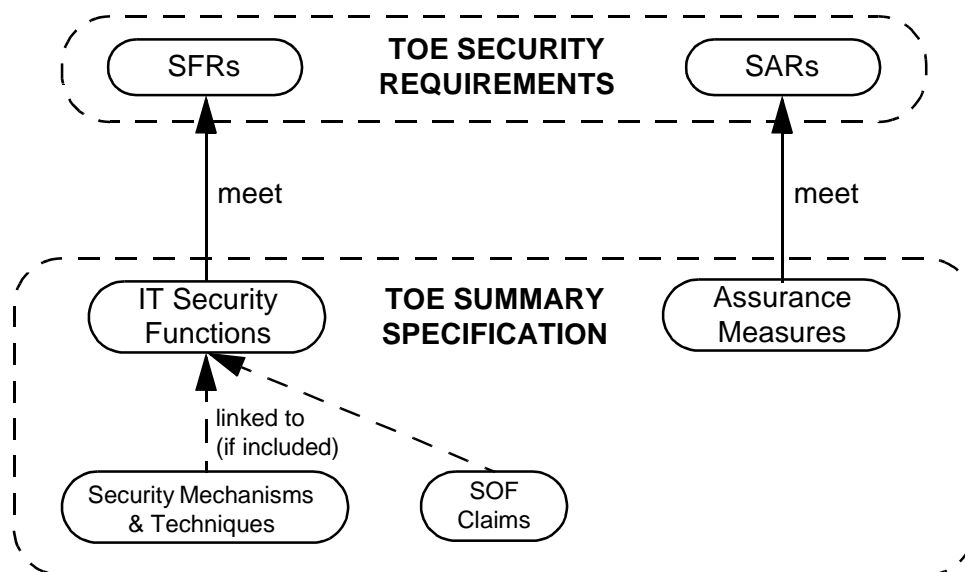 TOE SECURITY
REQUIREMENTS
SFRs
SARs
meet
meet
TOE SUMMARY
SPECIFICATION
IT Security
Functions
Assurance
Measures
linked to
(if included)
Security Mechanisms
& Techniques
SOF
Claims